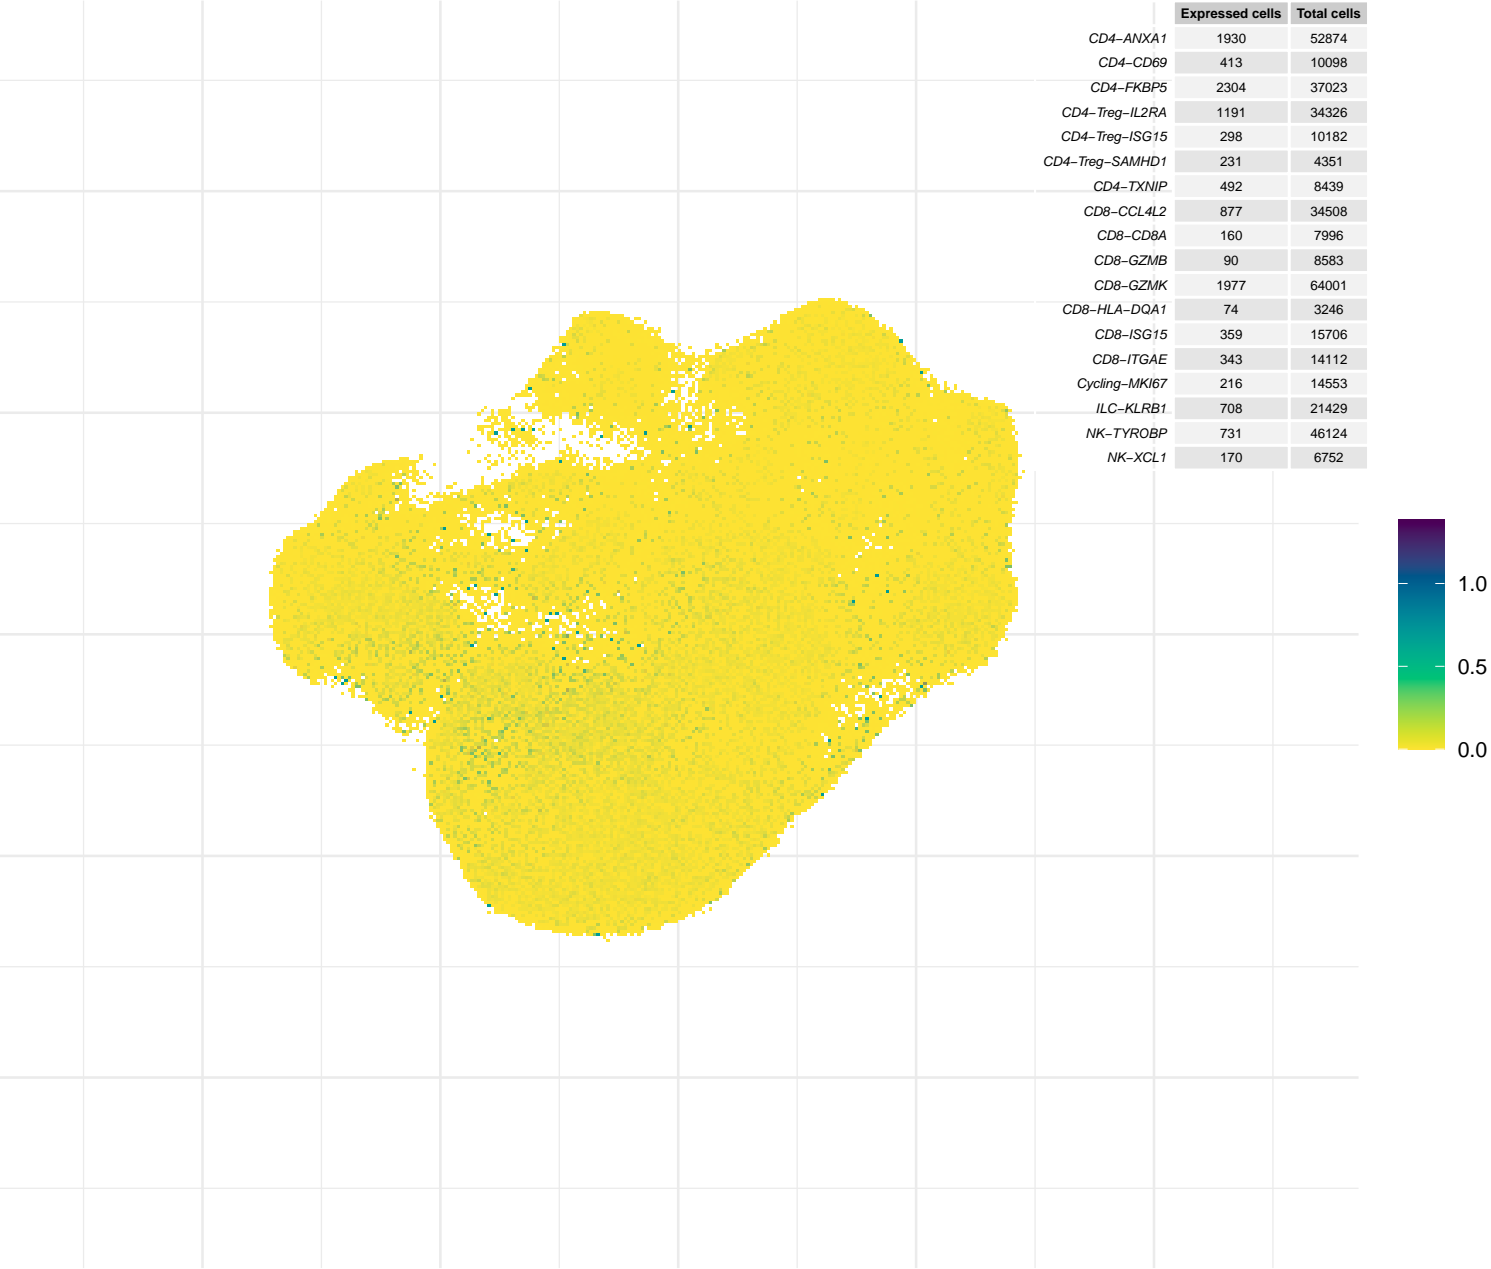 Expressed cells Total cells
CD4−ANXA1 1930 52874
CD4−CD69 413 10098
CD4−FKBP5 2304 37023
CD4−Treg−IL2RA 1191 34326
CD4−Treg−ISG15 298 10182
CD4−Treg−SAMHD1 231 4351
CD4−TXNIP 492 8439
CD8−CCL4L2 877 34508
CD8−CD8A 160 7996
CD8−GZMB 90 8583
CD8−GZMK 1977 64001
CD8−HLA−DQA1 74 3246
CD8−ISG15 359 15706
CD8−ITGAE 343 14112
Cycling−MKI67 216 14553
ILC−KLRB1 708 21429
NK−TYROBP 731 46124
NK−XCL1 170 6752
1.0
0.5
0.0